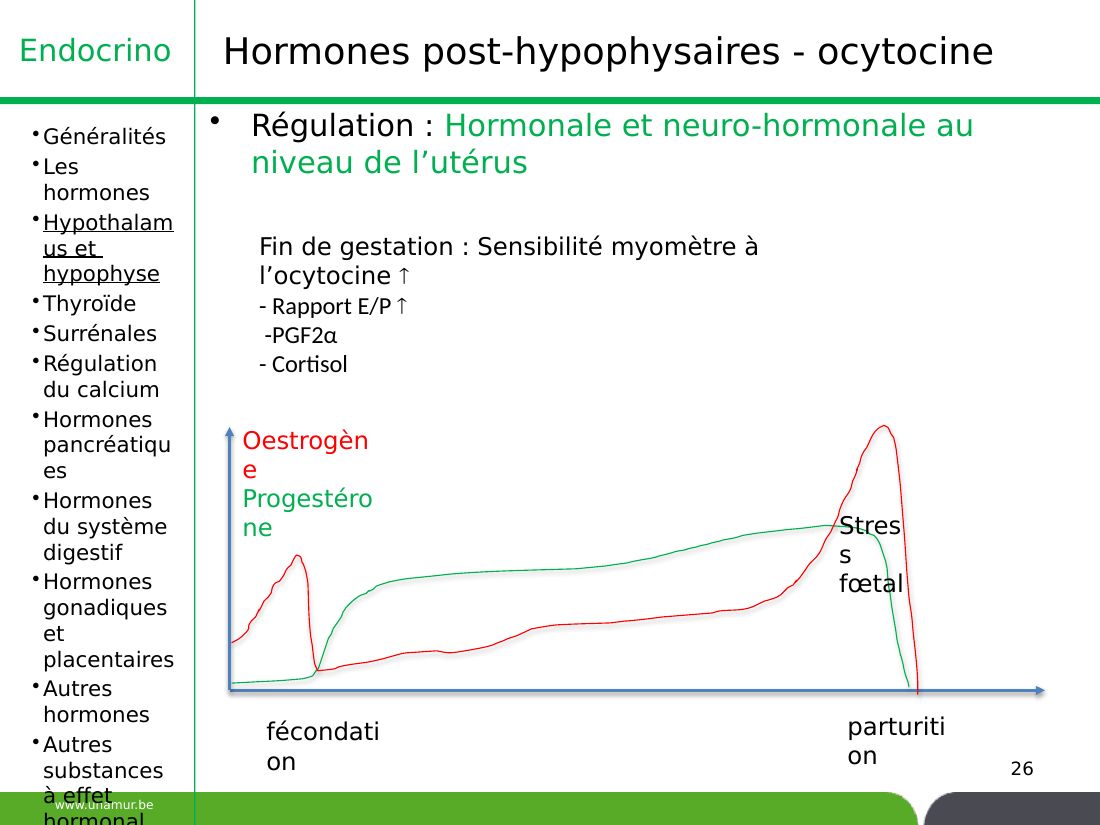 Endocrino
Hormones post-hypophysaires - ocytocine
•Généralités
•Les
hormones
•Hypothalam
us et
hypophyse
•Thyroïde
•Surrénales
•Régulation
du calcium
•Hormones
pancréatiqu
es
•Hormones
du système
digestif
•Hormones
gonadiques
et
placentaires
•Autres
hormones
•Autres
substances
à effet
hormonal
• Régulation : Hormonale et neuro-hormonale au
niveau de l’utérus
Fin de gestation : Sensibilité myomètre à
l’ocytocine ↑
- Rapport E/P ↑
-PGF2α
- Cortisol
Oestrogèn
e
Progestéro
ne
Stres
s
fœtal
fécondati
on
parturiti
on
26
www.unamur.be